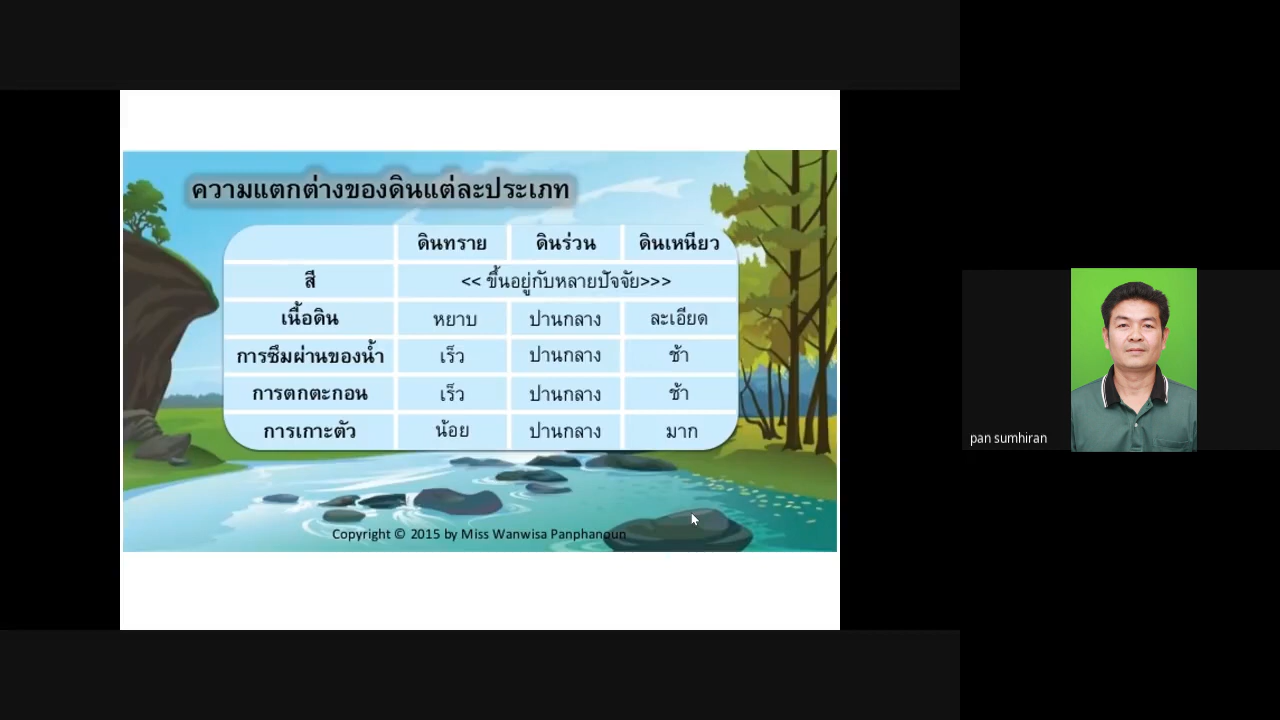 ความแตกต่างของดินแต่ละประเภท
ดินทราย ดินร่วน ดินเหนียว
สี << ขึ้นอยู่กับหลายปัจจัย>>>
เนื้อดิน หยาบ ปานกลาง ละเอียด
การซึมผ่านของน้ำ เร็ว ปานกลาง ช้า
การตกตะกอน เร็ว ปานกลาง ช้า
การเกาะตัว น้อย ปานกลาง มาก
Copyright © 2015 by Miss Wanwisa Panphanoun
pan sumhiran